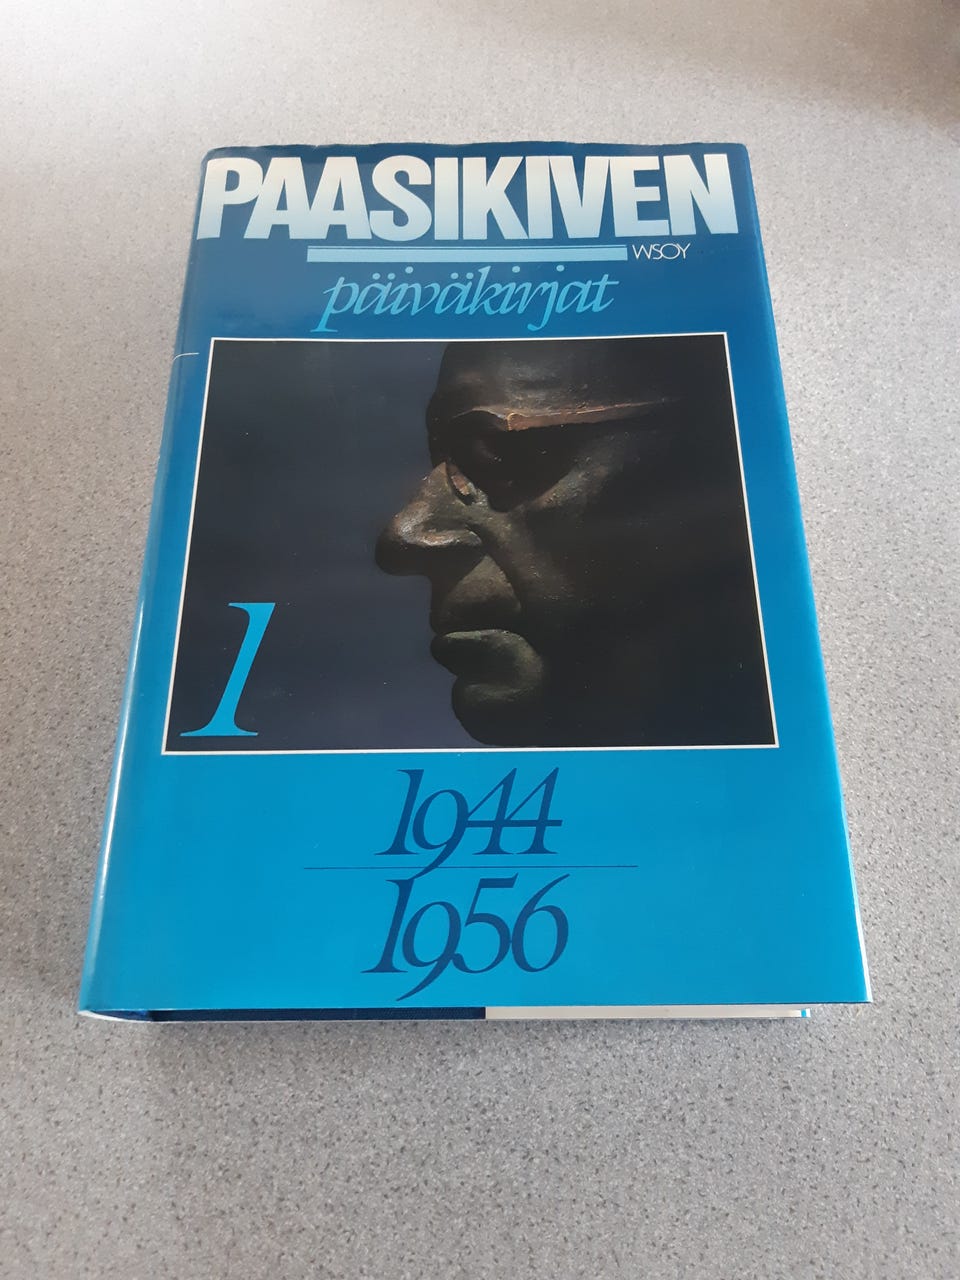 PAASIKIVEN
WSOY
päiväkirjat
1
1944
1956